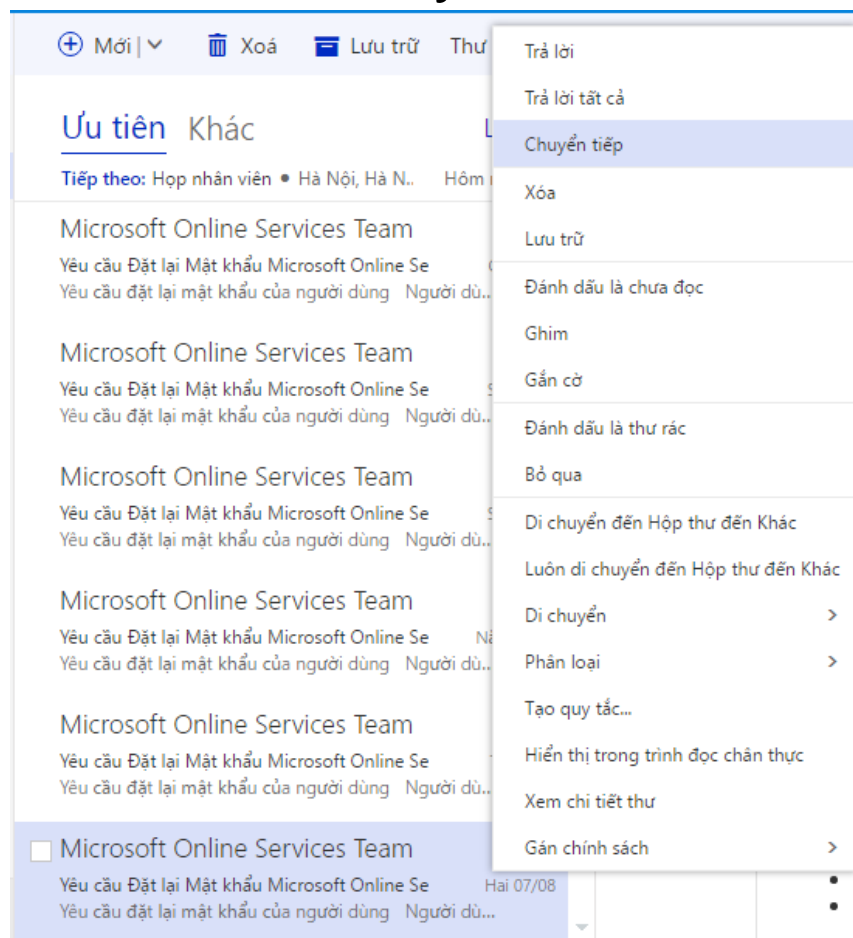 Mới
Xoá
Lưu trữ
Thư
Ưu tiên
Khác
Tiếp theo: Họp nhân viên • Hà Nội, Hà N..
Hôm
Microsoft Online Services Team
Yêu cầu Đặt lại Mật khẩu Microsoft Online Se
Yêu cầu đặt lại mật khẩu của người dùng Người dù..
Microsoft Online Services Team
Yêu cầu Đặt lại Mật khẩu Microsoft Online Se
Yêu cầu đặt lại mật khẩu của người dùng Người dù..
Microsoft Online Services Team
Yêu cầu Đặt lại Mật khẩu Microsoft Online Se
Yêu cầu đặt lại mật khẩu của người dùng Người dù..
Microsoft Online Services Team
Yêu cầu Đặt lại Mật khẩu Microsoft Online Se
Yêu cầu đặt lại mật khẩu của người dùng Người dù..
Microsoft Online Services Team
Yêu cầu Đặt lại Mật khẩu Microsoft Online Se
Yêu cầu đặt lại mật khẩu của người dùng Người dù..
Microsoft Online Services Team
Yêu cầu Đặt lại Mật khẩu Microsoft Online Se
Hai 07/08
Yêu cầu đặt lại mật khẩu của người dùng Người dù...
Trả lời
Trả lời tất cả
Chuyển tiếp
Xóa
Lưu trữ
Đánh dấu là chưa đọc
Ghim
Gắn cờ
Đánh dấu là thư rác
Bỏ qua
Di chuyển đến Hộp thư đến Khác
Luôn di chuyển đến Hộp thư đến Khác
Di chuyển
Phân loại
Tạo quy tắc...
Hiển thị trong trình đọc chân thực
Xem chi tiết thư
Gán chính sách